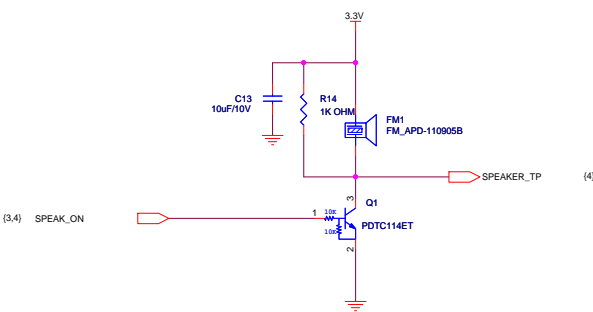 3.3V
C13
10uF/10V
R14
1K OHM
FM1
FM_APD-110905B
SPEAKER_TP
{4}
3
Q1
{3,4}
SPEAK_ON
1
10K
10K
PDTC114ET
2